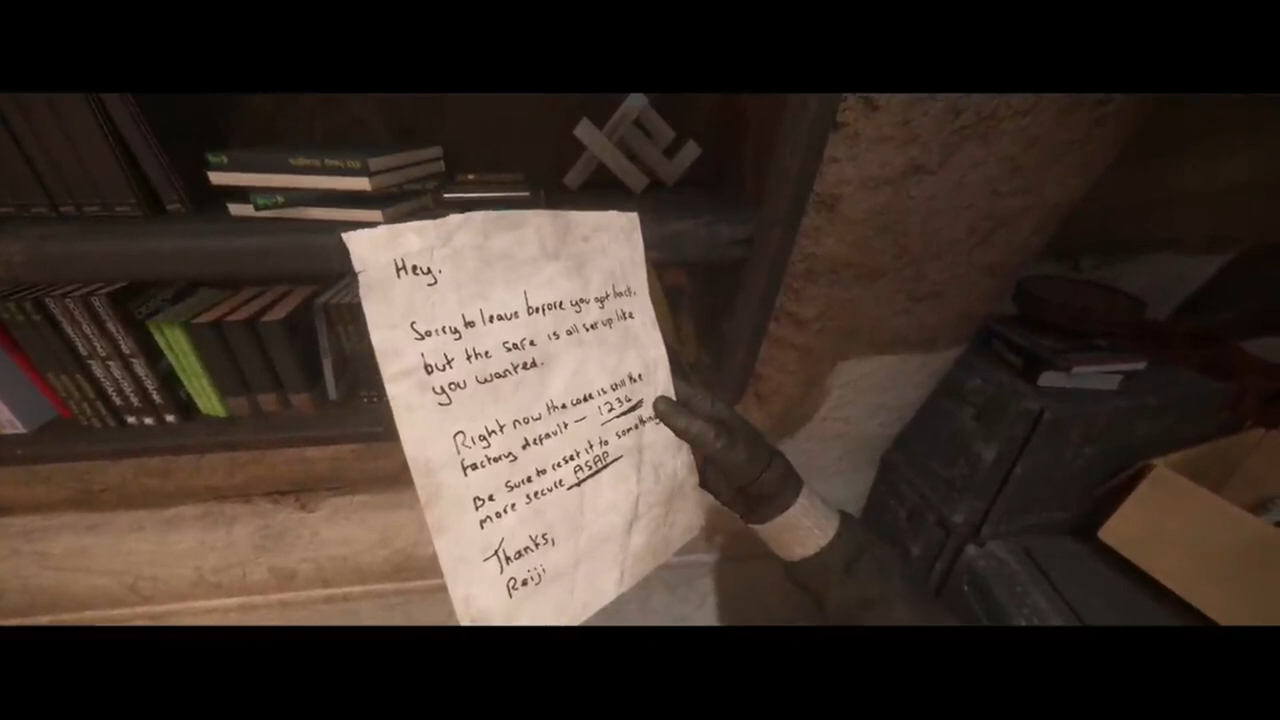 Hey.
Sorry to leave before you got back,
but the safe is all set up like
you wanted.
Right now the code is still the
factory default - 1234
Be sure to reset it to something
more secure ASAP
Thanks,
Reiji